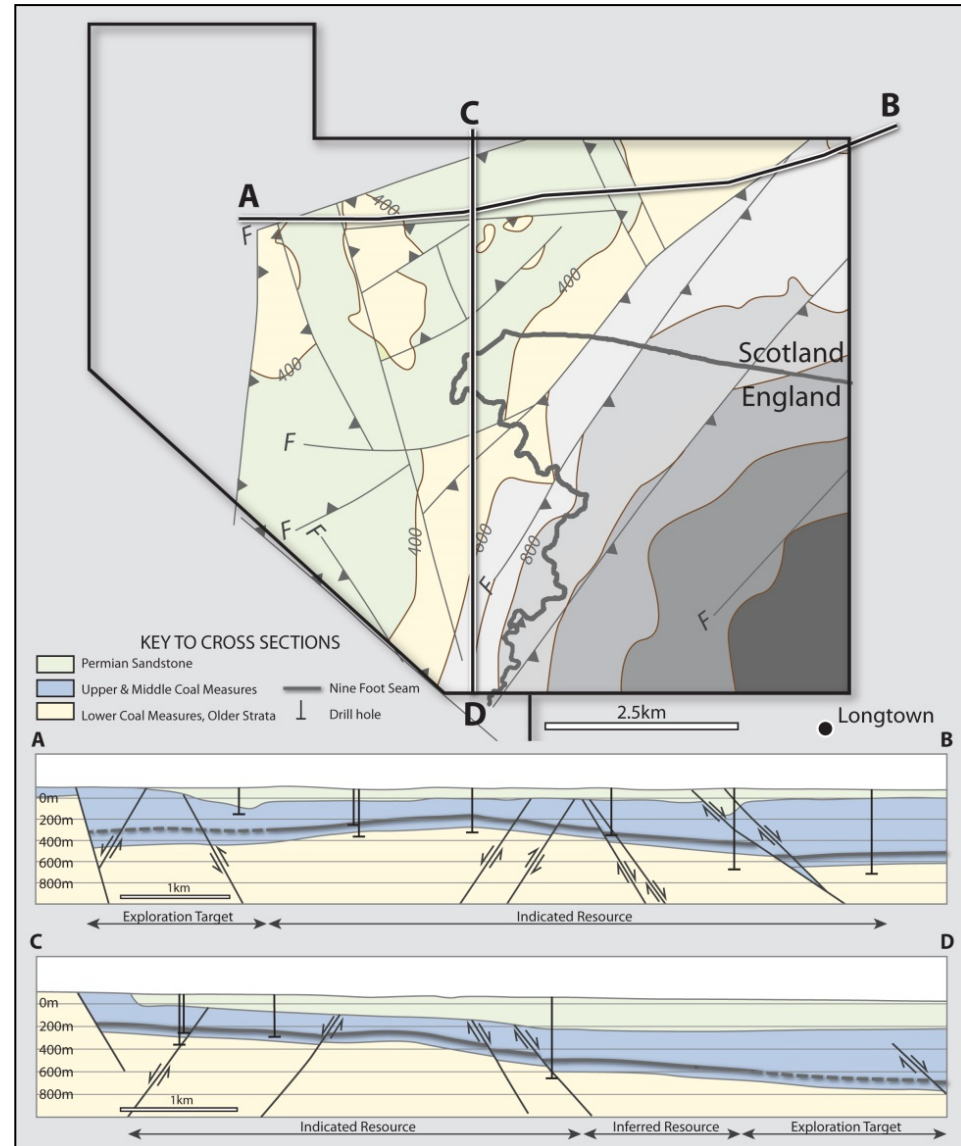 C
B
A
400
F
400
400
Scotland
England
F
F
F
400
600
800
F
F
KEY TO CROSS SECTIONS
Permian Sandstone
Upper & Middle Coal Measures
Nine Foot Seam
Lower Coal Measures, Older Strata
Drill hole
D
2.5km
Longtown
A
B
0m
200m
400m
600m
800m
1km
Exploration Target
Indicated Resource
C
D
0m
200m
400m
600m
800m
1km
Indicated Resource
Inferred Resource
Exploration Target